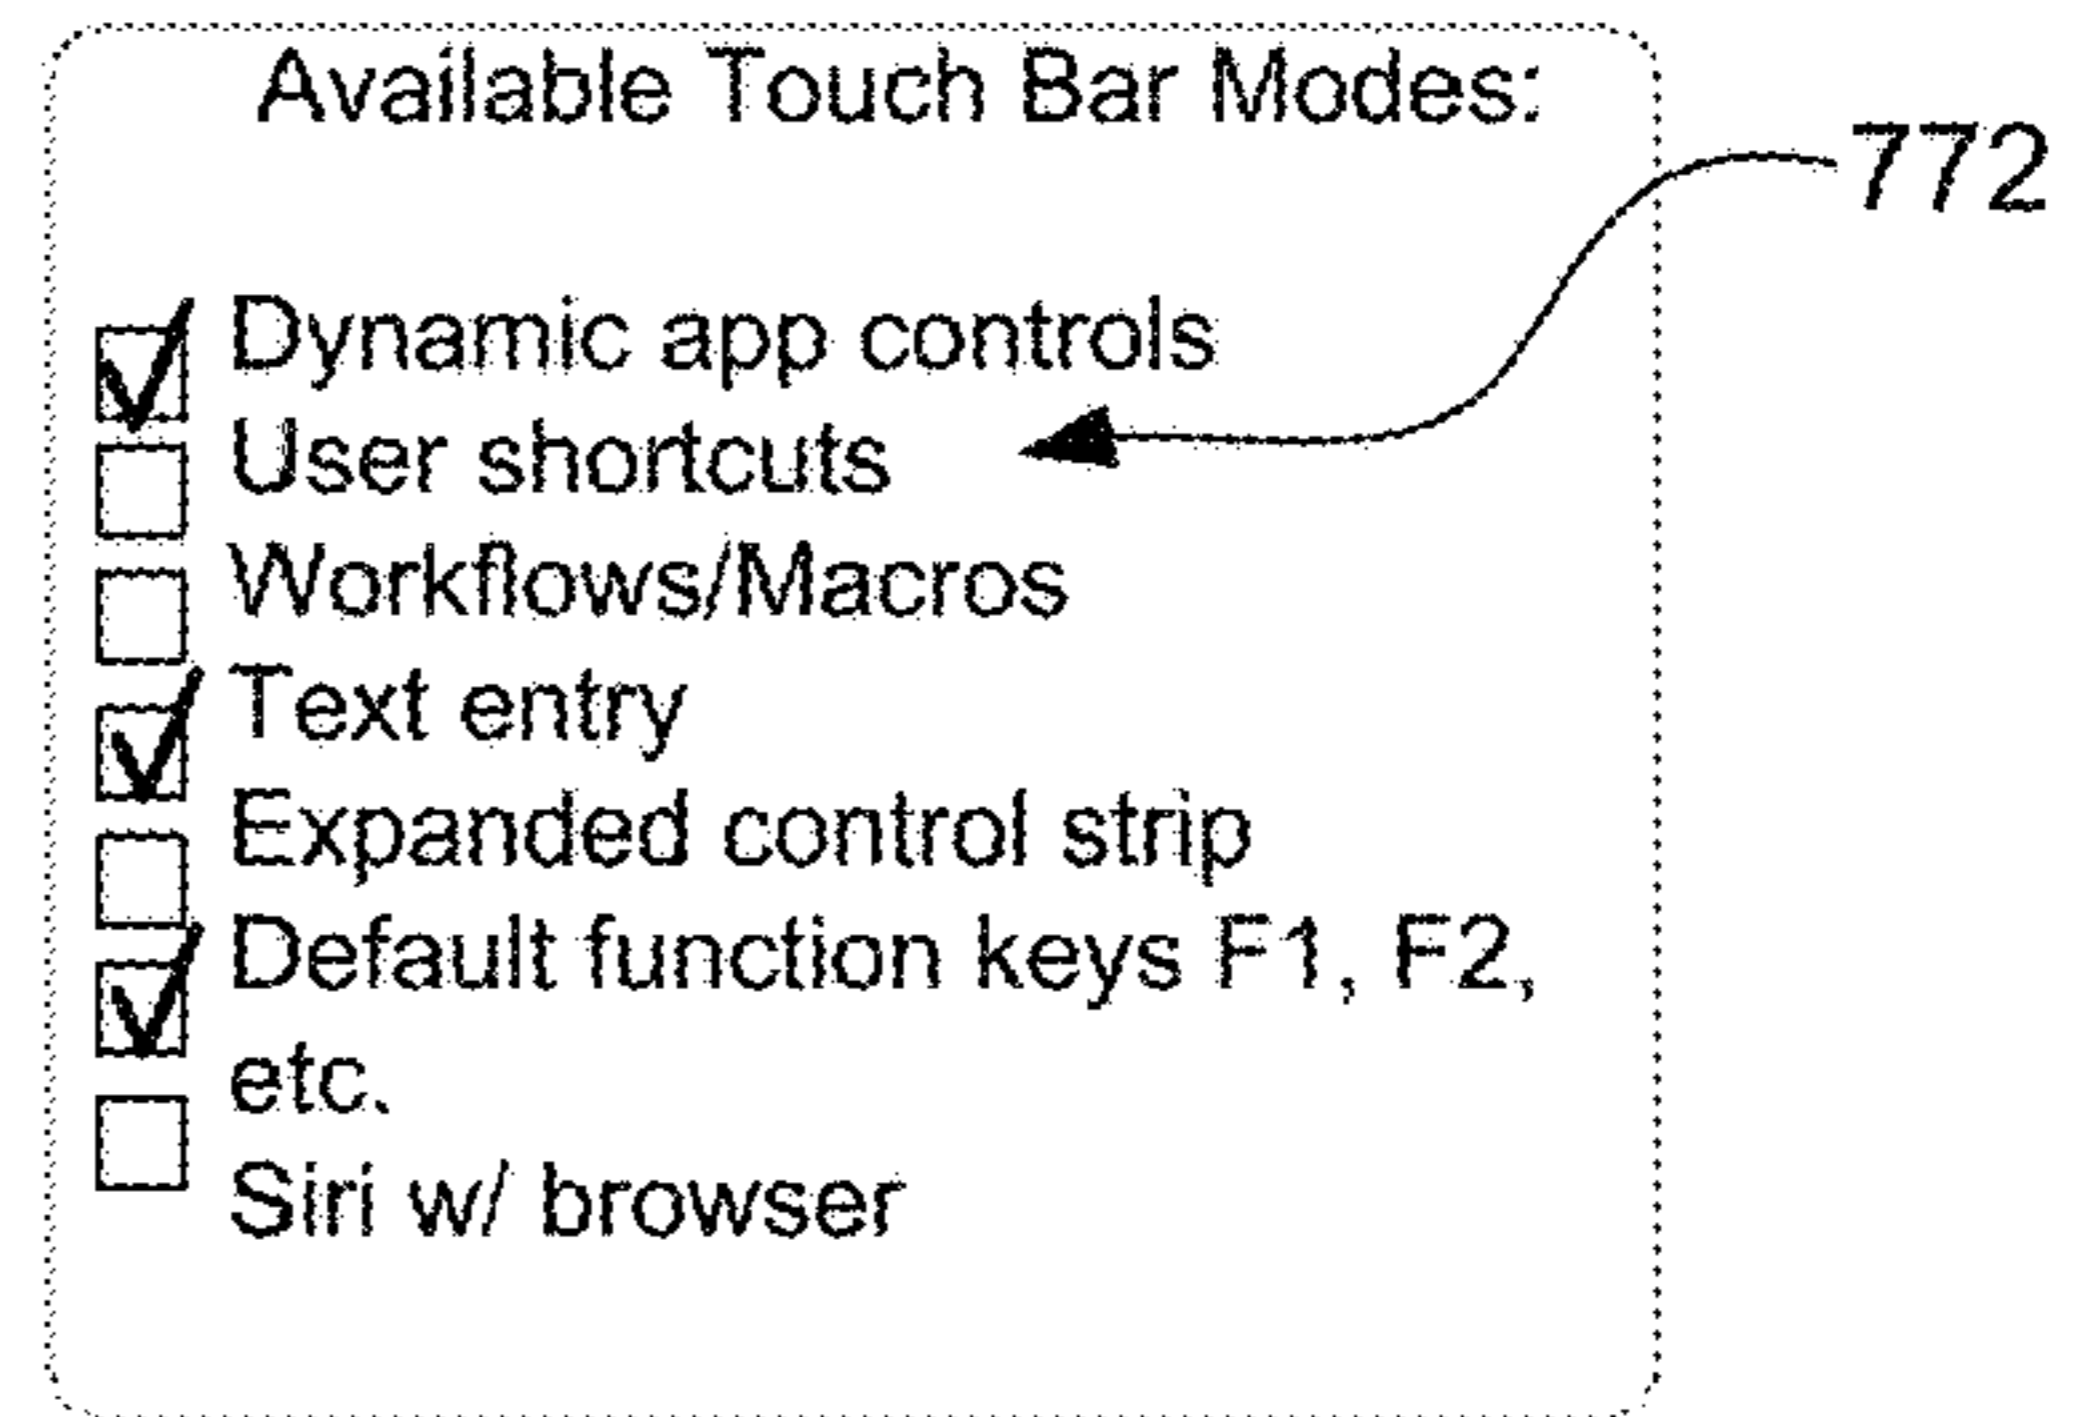 Available Touch Bar Modes:
772
Dynamic app controls
User shortcuts
Workflows/Macros
Text entry
Expanded control strip
Default function keys F1, F2,
etc.
Siri w/ browser